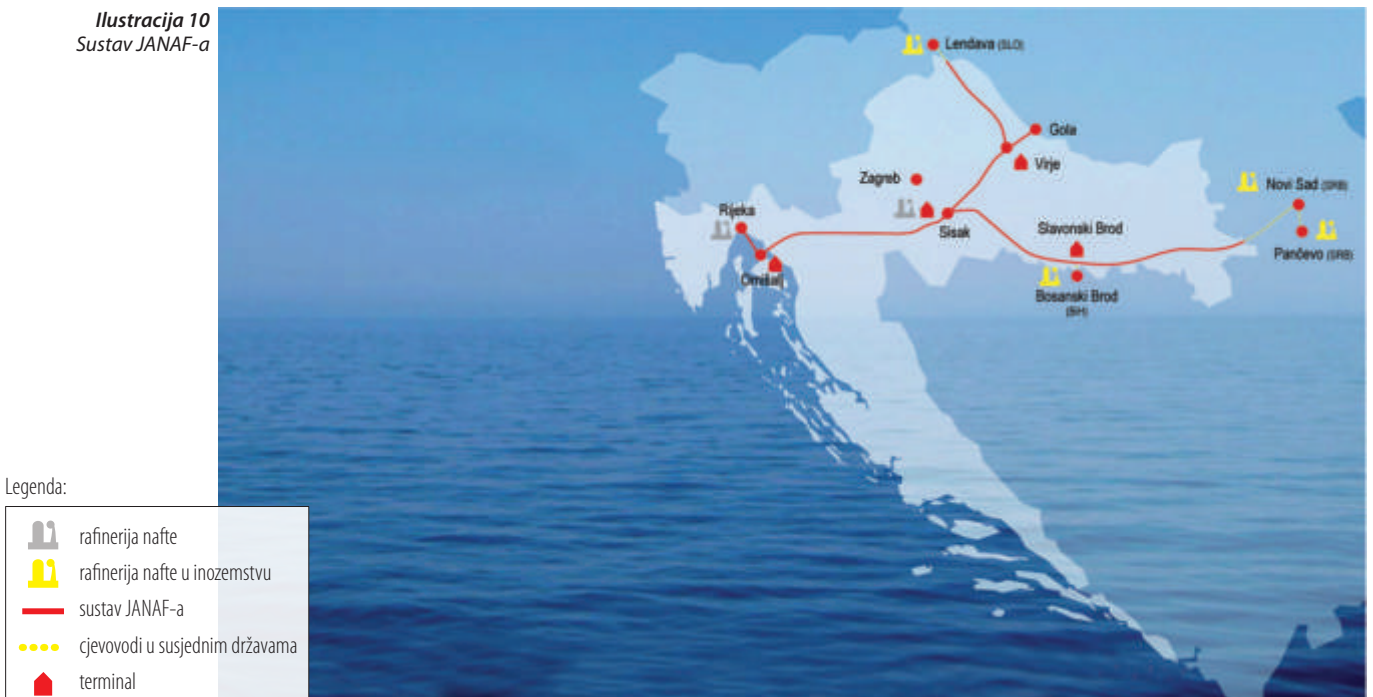 Ilustracija 10
Sustav JANAF-a
Lendava (SLO)
Gola
Virje
Zagreb
Novi Sad (SRB)
Rijeka
Sisak
Slavonski Brod
Pančevo (SRB)
Omišalj
Bosanski Brod
(BiH)
Legenda:
rafinerija nafte
rafinerija nafte u inozemstvu
sustav JANAF-a
cjevovodi u susjednim državama
terminal